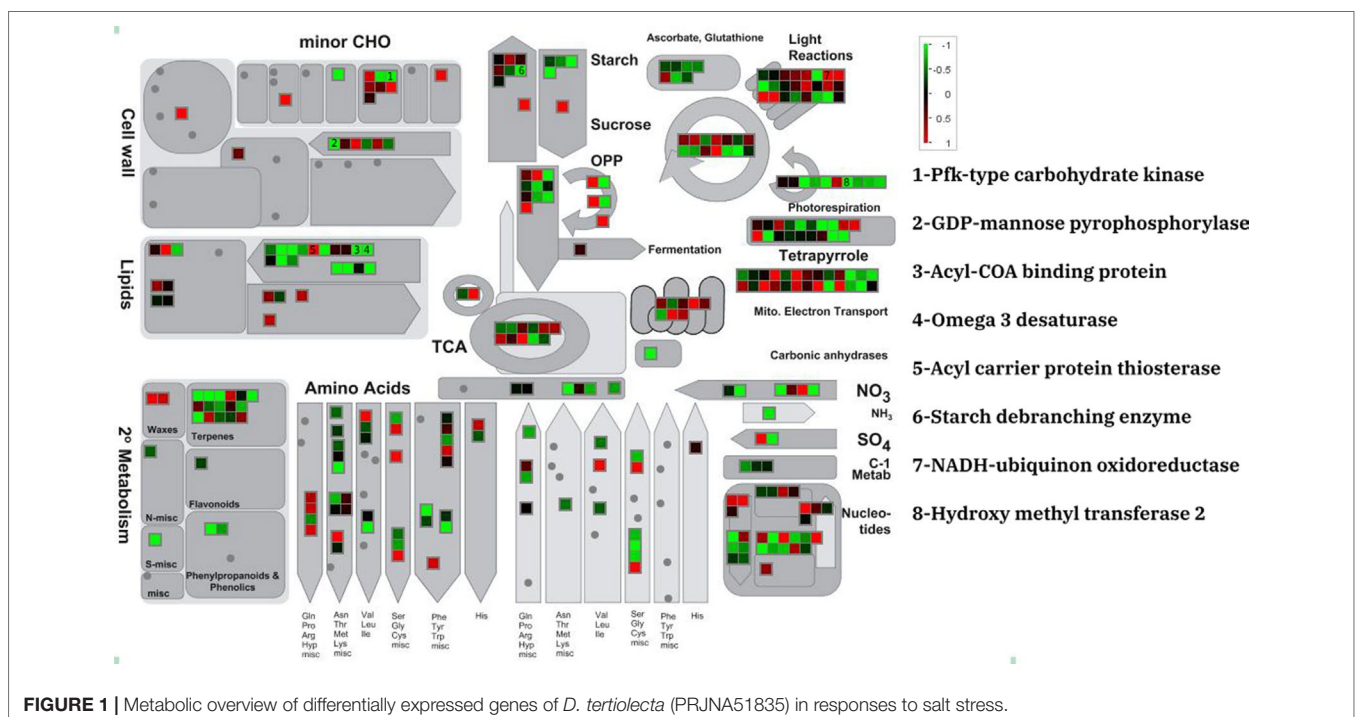 minor CHO
Cell wall
Lipids
2º Metabolism
Starch
Sucrose
OPP
Fermentation
TCA
Amino Acids
Ascorbate, Glutathione
Light
Reactions
Photorespiration
Tetrapyrrole
Mito. Electron Transport
Carbonic anhydrases
NO3
NH3
SO4
C-1
Metab
Nucleo-
tides
Waxes
Terpenes
N-misc
Flavonoids
S-misc
misc
Phenylpropanoids &
Phenolics
1
2
3 4
5
6
7
8
-1
-0.5
0
0.5
1
Gln
Pro
Arg
Hyp
misc
Asn
Thr
Met
Lys
misc
Val
Leu
Ile
Ser
Gly
Cys
misc
Phe
Tyr
Trp
misc
His
Gln
Pro
Arg
Hyp
misc
Asn
Thr
Met
Lys
misc
Val
Leu
Ile
Ser
Gly
Cys
misc
Phe
Tyr
Trp
misc
His
1-Pfk-type carbohydrate kinase
2-GDP-mannose pyrophosphorylase
3-Acyl-COA binding protein
4-Omega 3 desaturase
5-Acyl carrier protein thiosterase
6-Starch debranching enzyme
7-NADH-ubiquinon oxidoreductase
8-Hydroxy methyl transferase 2
FIGURE 1 | Metabolic overview of differentially expressed genes of D. tertiolecta (PRJNA51835) in responses to salt stress.